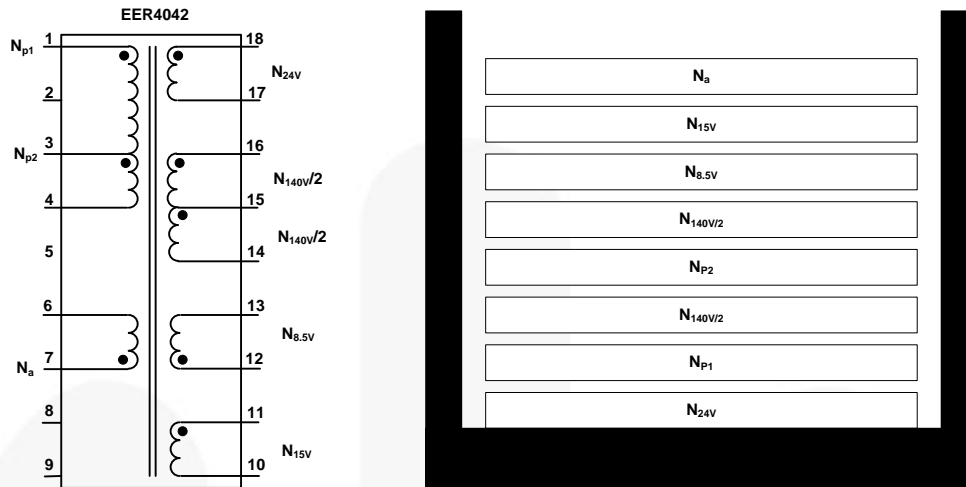 EER4042
Np1 1 18
N24V
2 17
3 16
Np2
N140V/2
4 15
N140V/2
5 14
6 13
N8.5V
7 12
Na
8 11
N15V
9 10
Na
N15V
N8.5V
N140V/2
NP2
N140V/2
NP1
N24V